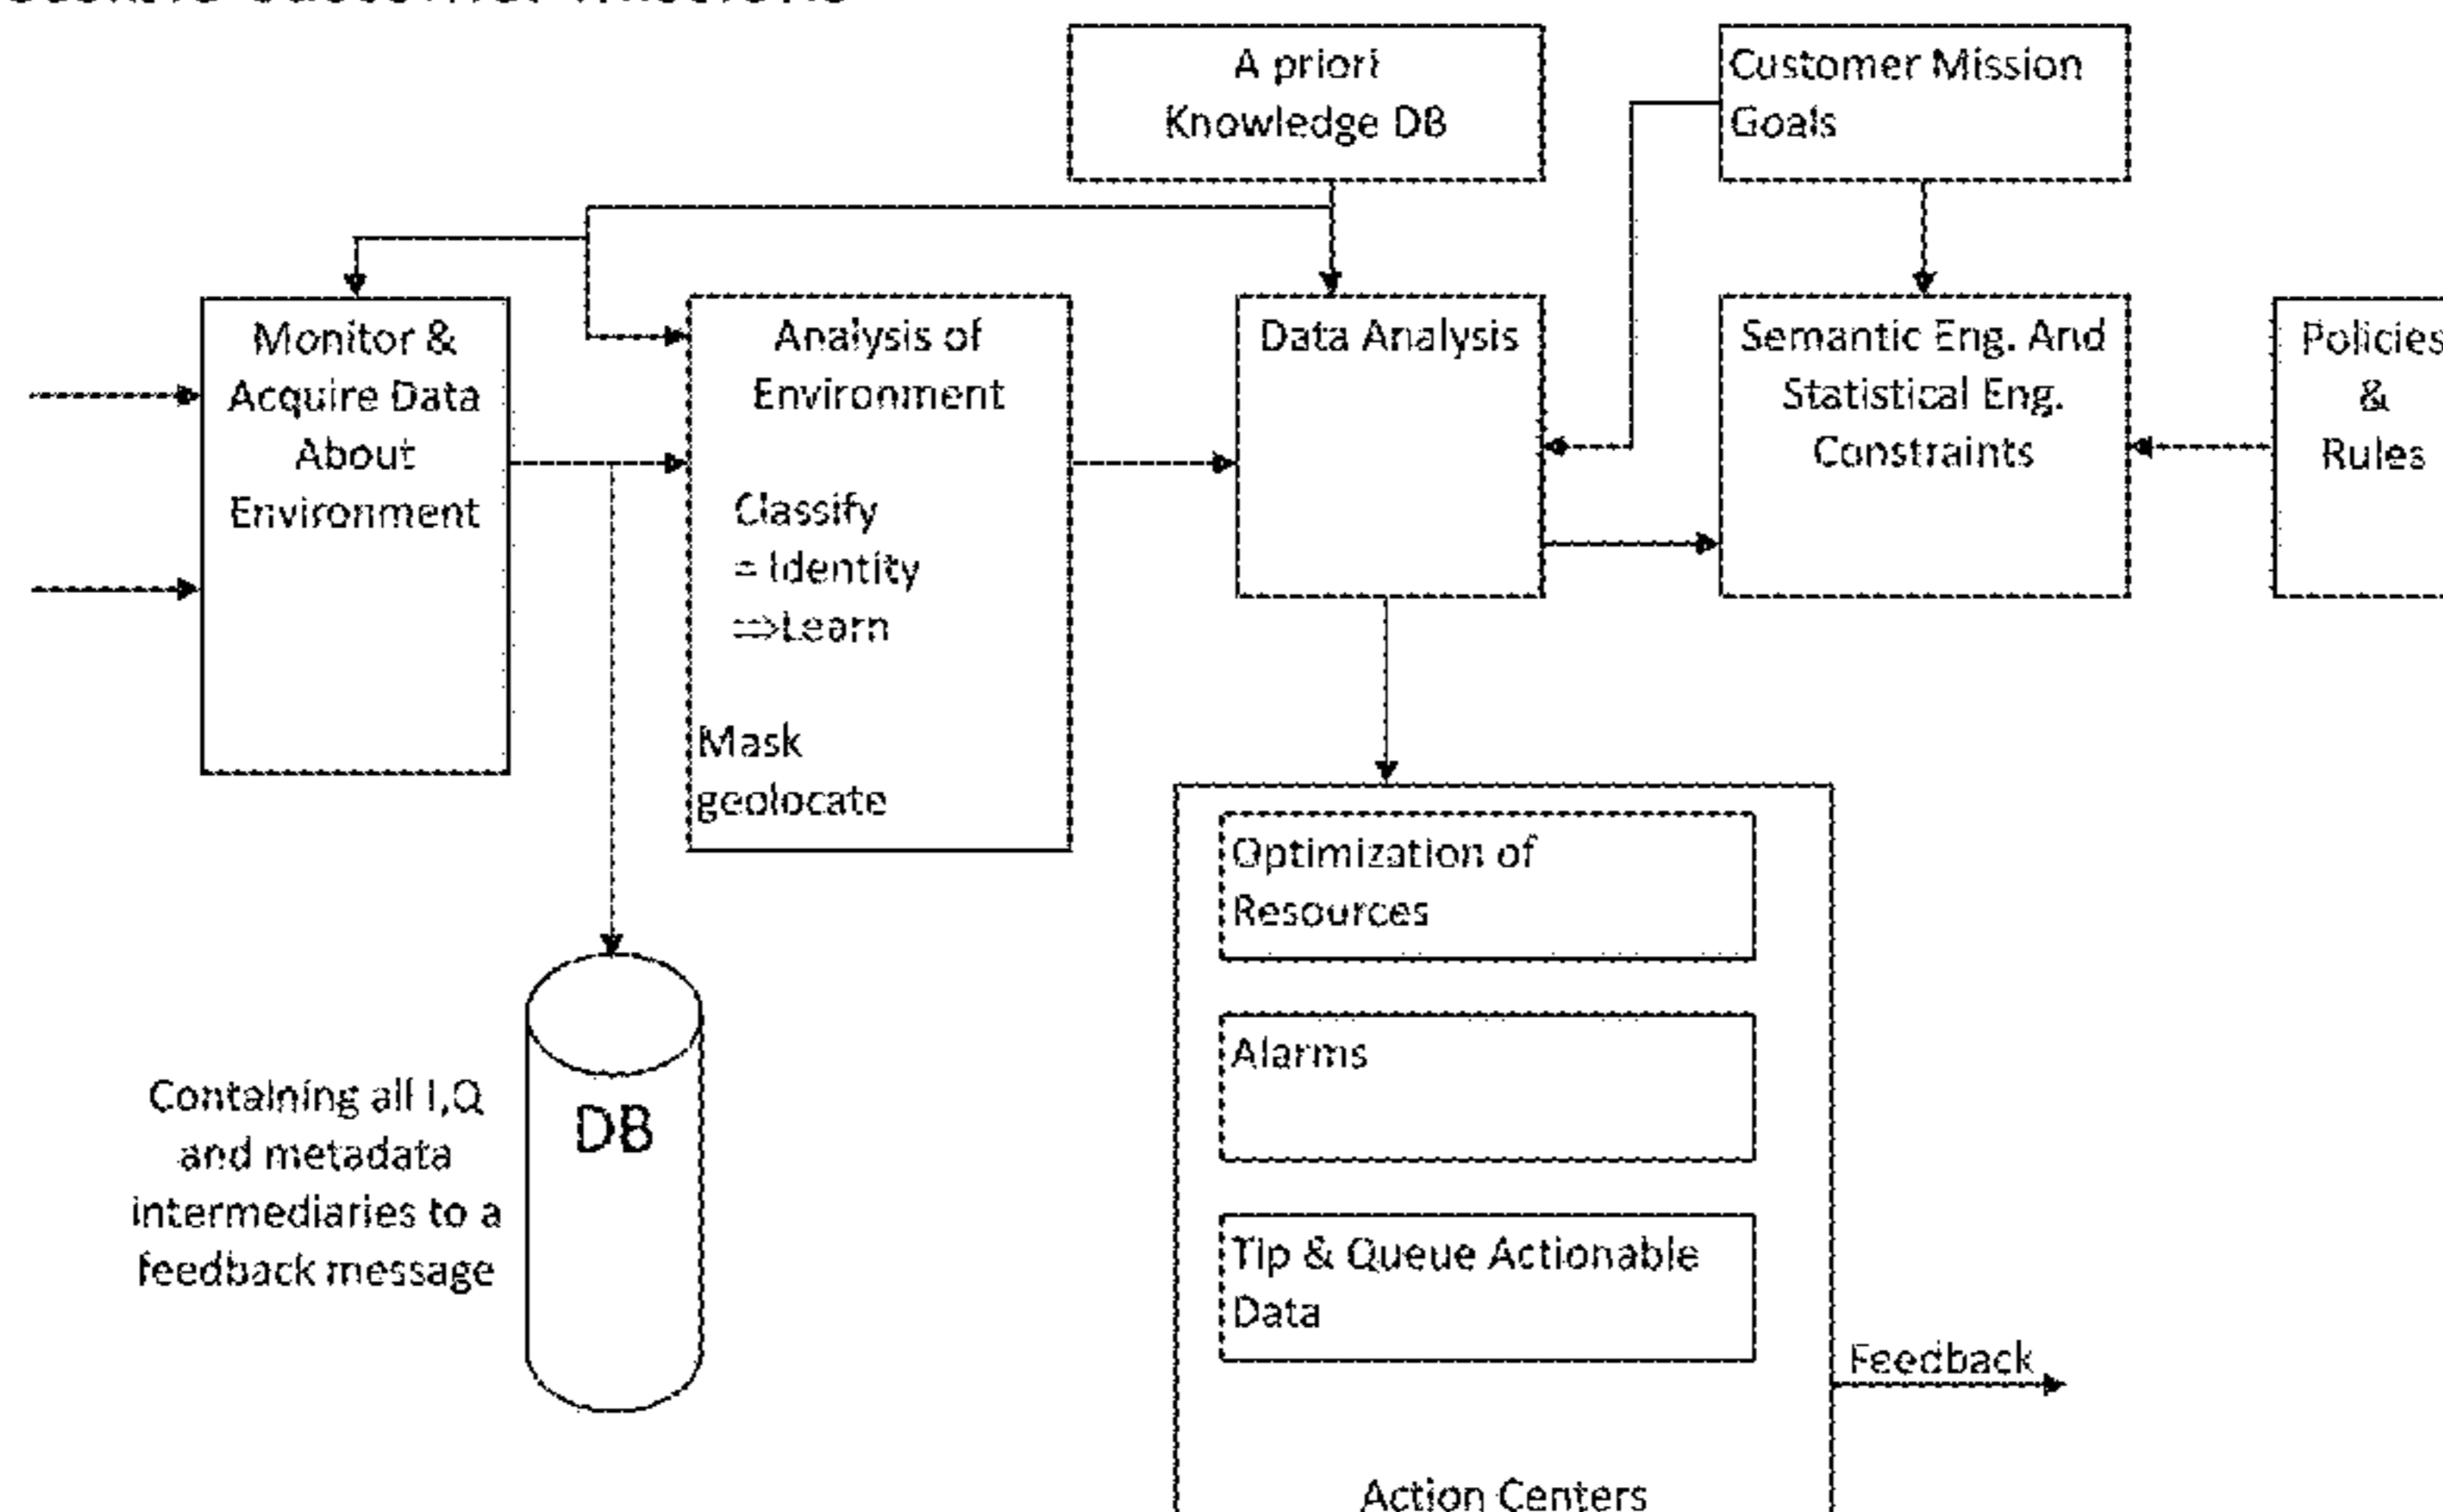 A priori
Knowledge DB
Customer Mission
Goals
Monitor &
Acquire Data
About
Environment
Analysis of
Environment
Classify
= Identity
⇒Learn
Mask
geolocate
Data Analysis
Semantic Eng. And
Statistical Eng.
Constraints
Policies
&
Rules
Optimization of
Resources
Alarms
Tip & Queue Actionable
Data
Feedback
Action Centers
Containing all I,Q
and metadata
intermediaries to a
feedback message
DB